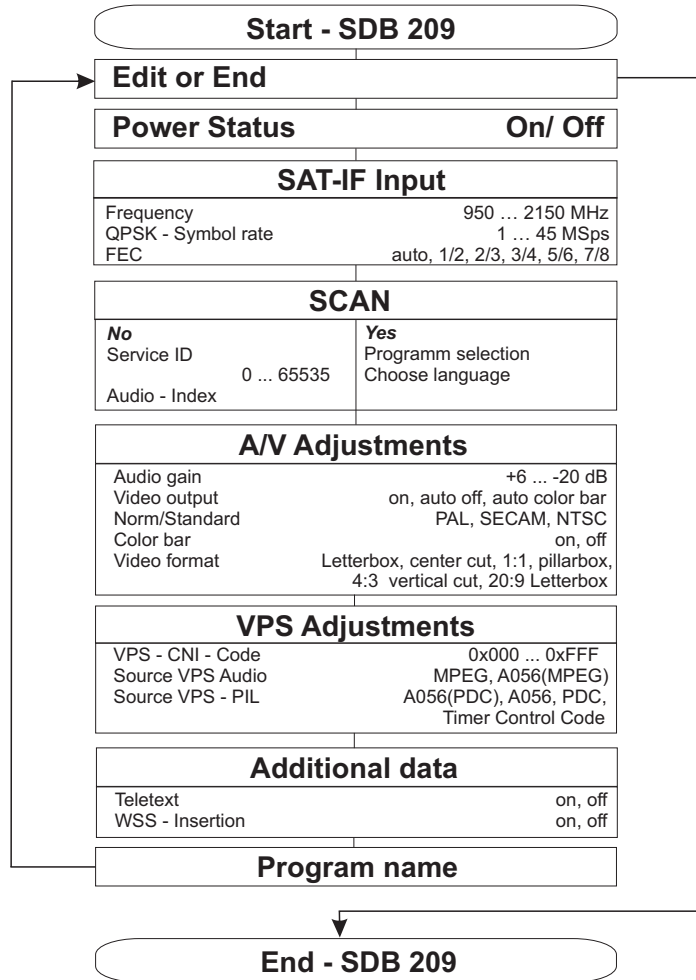 Start - SDB 209
Edit or End
Power Status On/ Off
SAT-IF Input
Frequency 950 … 2150 MHz
QPSK - Symbol rate 1 … 45 MSps
FEC auto, 1/2, 2/3, 3/4, 5/6, 7/8
SCAN
No
Service ID
0 ... 65535
Audio - Index
Yes
Programm selection
Choose language
A/V Adjustments
Audio gain +6 ... -20 dB
Video output on, auto off, auto color bar
Norm/Standard PAL, SECAM, NTSC
Color bar on, off
Video format Letterbox, center cut, 1:1, pillarbox,
4:3 vertical cut, 20:9 Letterbox
VPS Adjustments
VPS - CNI - Code 0x000 ... 0xFFF
Source VPS Audio MPEG, A056(MPEG)
Source VPS - PIL A056(PDC), A056, PDC,
Timer Control Code
Additional data
Teletext on, off
WSS - Insertion on, off
Program name
End - SDB 209